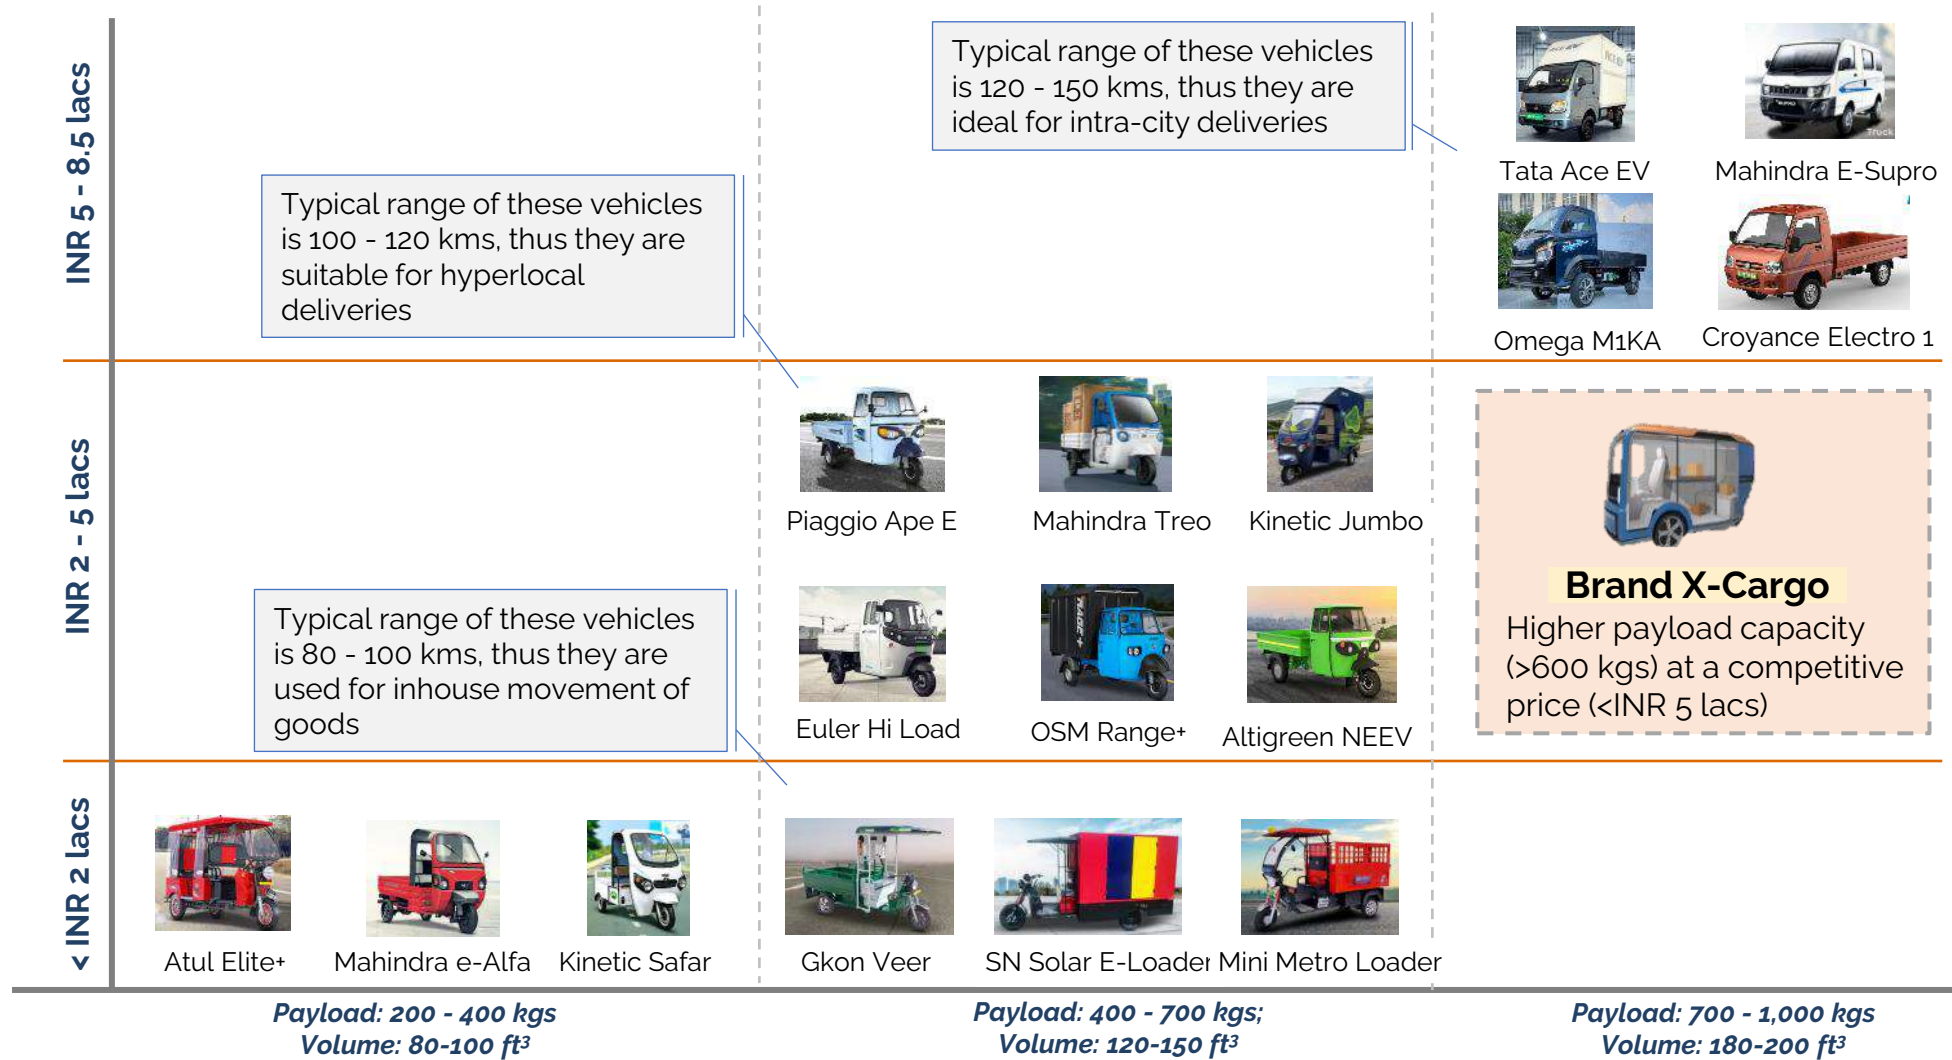 INR 5 - 8.5 lacs
Typical range of these vehicles
is 120 - 150 kms, thus they are
ideal for intra-city deliveries
Typical range of these vehicles
is 100 - 120 kms, thus they are
suitable for hyperlocal
deliveries
Tata Ace EV
Mahindra E-Supro
Truck
Omega M1KA
Croyance Electro 1
INR 2 - 5 lacs
Piaggio Ape E
Mahindra Treo
Kinetic Jumbo
Typical range of these vehicles
is 80 - 100 kms, thus they are
used for inhouse movement of
goods
Euler Hi Load
OSM Range+
Altigreen NEEV
Brand X-Cargo
Higher payload capacity
(>600 kgs) at a competitive
price (<INR 5 lacs)
< INR 2 lacs
Atul Elite+
Mahindra e-Alfa
Kinetic Safar
Gkon Veer
SN Solar E-Loader
Mini Metro Loader
Payload: 200 - 400 kgs
Volume: 80-100 ft³
Payload: 400 - 700 kgs;
Volume: 120-150 ft³
Payload: 700 - 1,000 kgs
Volume: 180-200 ft³